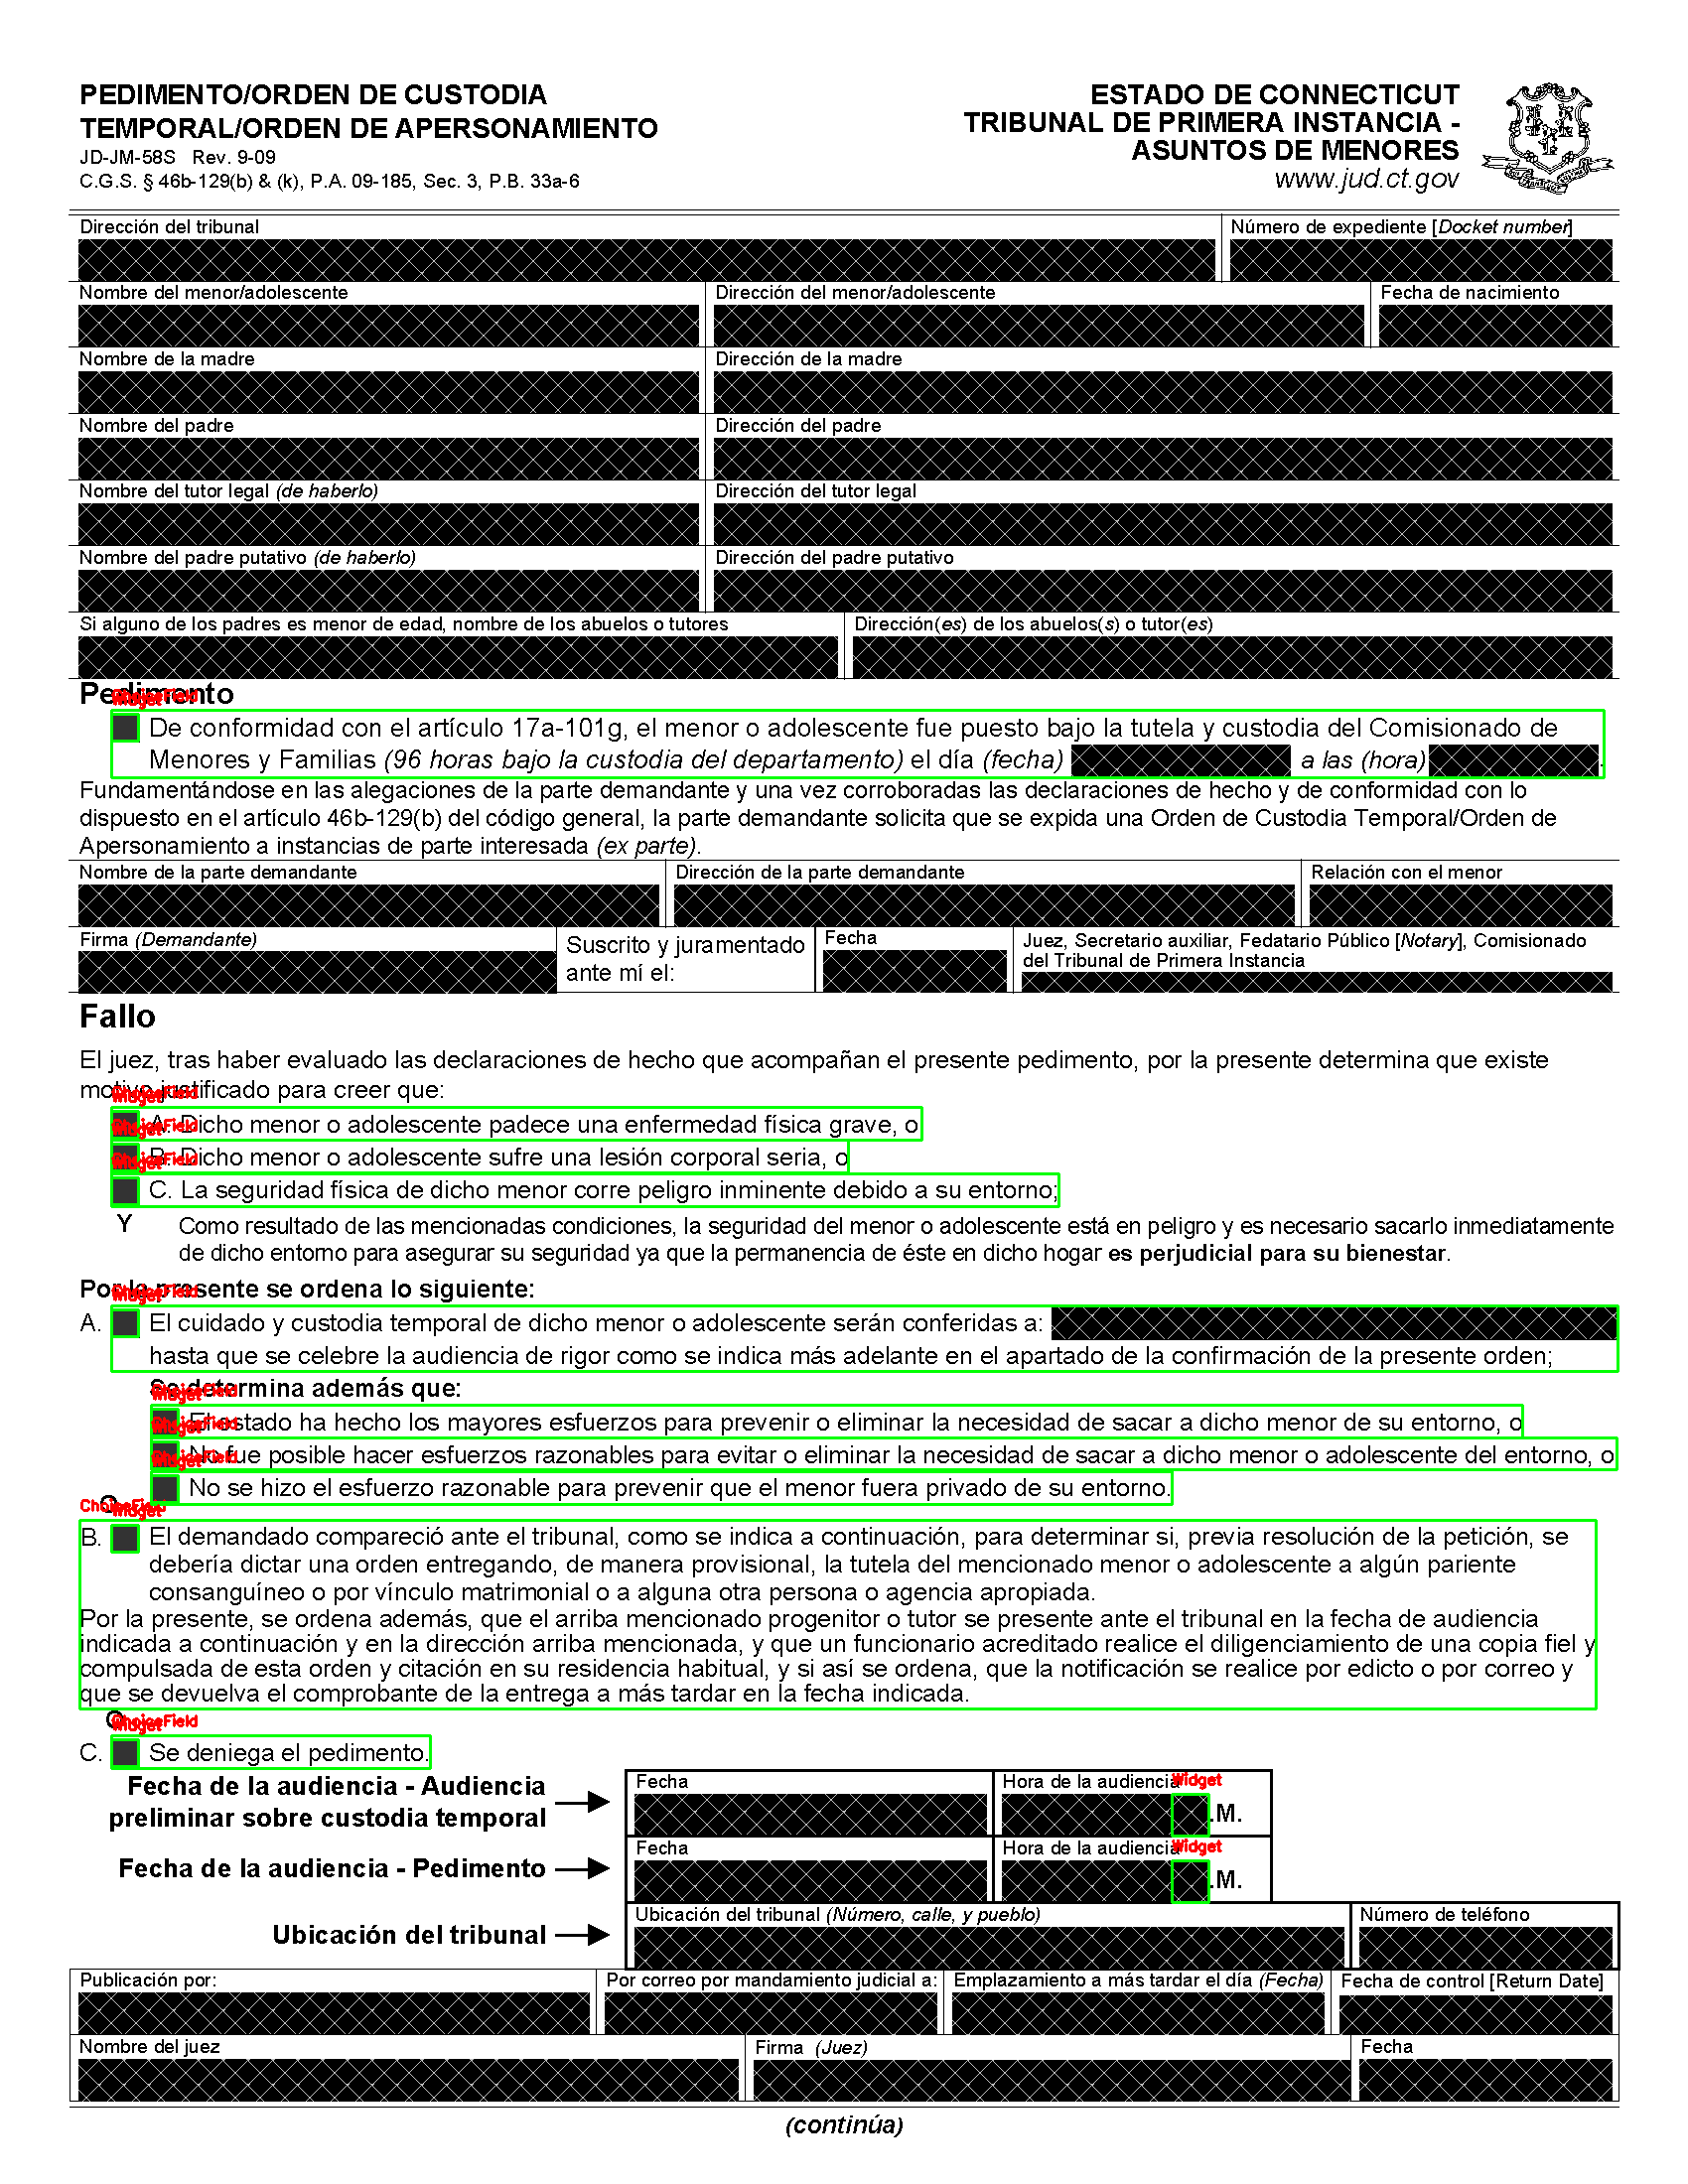 PEDIMENTO/ORDEN DE CUSTODIA
TEMPORAL/ORDEN DE APERSONAMIENTO
JD-JM-58S Rev. 9-09
C.G.S. § 46b-129(b) & (k), P.A. 09-185, Sec. 3, P.B. 33a-6
ESTADO DE CONNECTICUT
TRIBUNAL DE PRIMERA INSTANCIA -
ASUNTOS DE MENORES
www.jud.ct.gov
Dirección del tribunal
Número de expediente [Docket number]
Nombre del menor/adolescente
Dirección del menor/adolescente
Fecha de nacimiento
Nombre de la madre
Dirección de la madre
Nombre del padre
Dirección del padre
Nombre del tutor legal (de haberlo)
Dirección del tutor legal
Nombre del padre putativo (de haberlo)
Dirección del padre putativo
Si alguno de los padres es menor de edad, nombre de los abuelos o tutores
Dirección(es) de los abuelos(s) o tutor(es)
Pedimento
ChoiceField
Widget
De conformidad con el artículo 17a-101g, el menor o adolescente fue puesto bajo la tutela y custodia del Comisionado de
Menores y Familias (96 horas bajo la custodia del departamento) el día (fecha) a las (hora) .
Fundamentándose en las alegaciones de la parte demandante y una vez corroboradas las declaraciones de hecho y de conformidad con lo
dispuesto en el artículo 46b-129(b) del código general, la parte demandante solicita que se expida una Orden de Custodia Temporal/Orden de
Apersonamiento a instancias de parte interesada (ex parte).
Nombre de la parte demandante
Dirección de la parte demandante
Relación con el menor
Firma (Demandante)
Suscrito y juramentado
ante mí el:
Fecha
Juez, Secretario auxiliar, Fedatario Público [Notary], Comisionado
del Tribunal de Primera Instancia
Fallo
El juez, tras haber evaluado las declaraciones de hecho que acompañan el presente pedimento, por la presente determina que existe
motivo justificado para creer que:
ChoiceField
Widget
A. Dicho menor o adolescente padece una enfermedad física grave, o
ChoiceField
Widget
B. Dicho menor o adolescente sufre una lesión corporal seria, o
ChoiceField
Widget
C. La seguridad física de dicho menor corre peligro inminente debido a su entorno;
Y Como resultado de las mencionadas condiciones, la seguridad del menor o adolescente está en peligro y es necesario sacarlo inmediatamente
de dicho entorno para asegurar su seguridad ya que la permanencia de éste en dicho hogar es perjudicial para su bienestar.
Por la presente se ordena lo siguiente:
ChoiceField
Widget
A. El cuidado y custodia temporal de dicho menor o adolescente serán conferidas a:
hasta que se celebre la audiencia de rigor como se indica más adelante en el apartado de la confirmación de la presente orden;
Se determina además que:
ChoiceField
Widget
El estado ha hecho los mayores esfuerzos para prevenir o eliminar la necesidad de sacar a dicho menor de su entorno, o
ChoiceField
Widget
No fue posible hacer esfuerzos razonables para evitar o eliminar la necesidad de sacar a dicho menor o adolescente del entorno, o
ChoiceField
Widget
No se hizo el esfuerzo razonable para prevenir que el menor fuera privado de su entorno.
O
ChoiceField
Widget
B. El demandado compareció ante el tribunal, como se indica a continuación, para determinar si, previa resolución de la petición, se
debería dictar una orden entregando, de manera provisional, la tutela del mencionado menor o adolescente a algún pariente
consanguíneo o por vínculo matrimonial o a alguna otra persona o agencia apropiada.
Por la presente, se ordena además, que el arriba mencionado progenitor o tutor se presente ante el tribunal en la fecha de audiencia
indicada a continuación y en la dirección arriba mencionada, y que un funcionario acreditado realice el diligenciamiento de una copia fiel y
compulsada de esta orden y citación en su residencia habitual, y si así se ordena, que la notificación se realice por edicto o por correo y
que se devuelva el comprobante de la entrega a más tardar en la fecha indicada.
O
ChoiceField
Widget
C. Se deniega el pedimento.
Fecha de la audiencia - Audiencia
preliminar sobre custodia temporal
Fecha
Hora de la audiencia
Widget
.M.
Fecha de la audiencia - Pedimento
Fecha
Hora de la audiencia
Widget
.M.
Ubicación del tribunal
Ubicación del tribunal (Número, calle, y pueblo)
Número de teléfono
Publicación por:
Por correo por mandamiento judicial a:
Emplazamiento a más tardar el día (Fecha)
Fecha de control [Return Date]
Nombre del juez
Firma (Juez)
Fecha
(continúa)